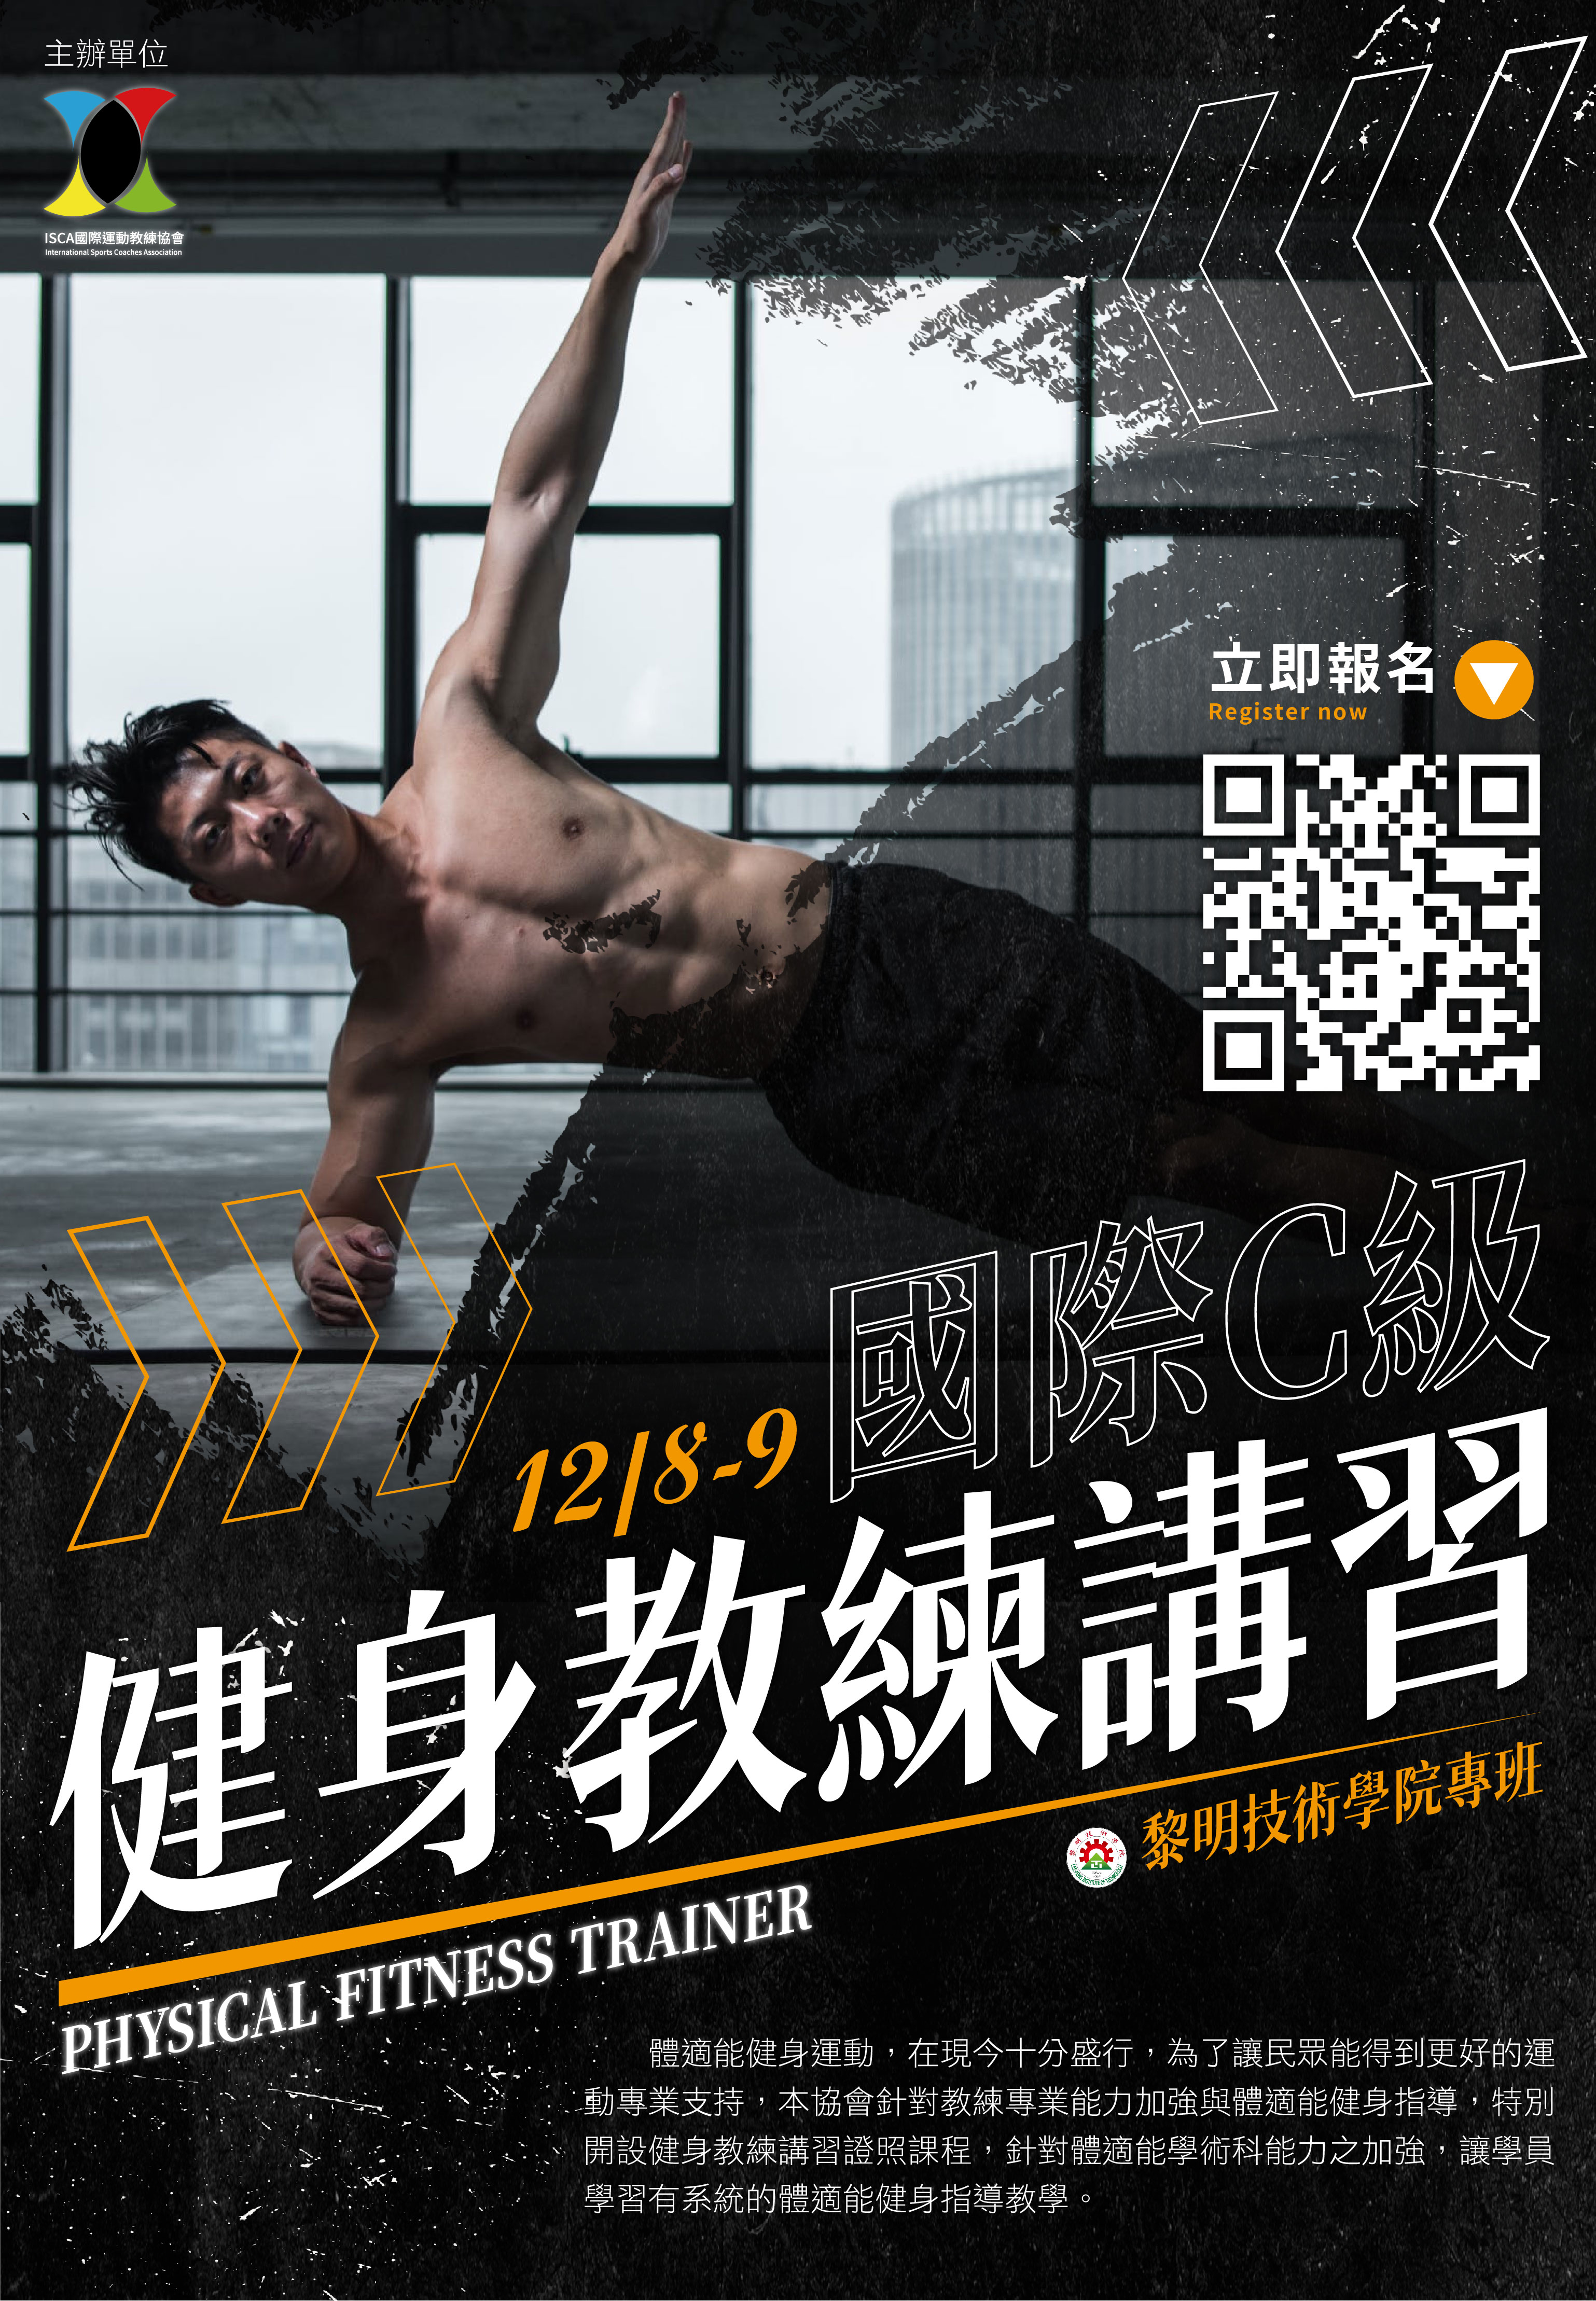 主辦單位
ISCA國際運動教練協會
International Sports Coaches Association
立即報名
Register now
國際C級
12/8-9
健身教練講習
黎明技術學院專班
PHYSICAL FITNESS TRAINER
體適能健身運動，在現今十分盛行，為了讓民眾能得到更好的運
動專業支持，本協會針對教練專業能力加強與體適能健身指導，特別
開設健身教練講習證照課程，針對體適能學術科能力之加強，讓學員
學習有系統的體適能健身指導教學。